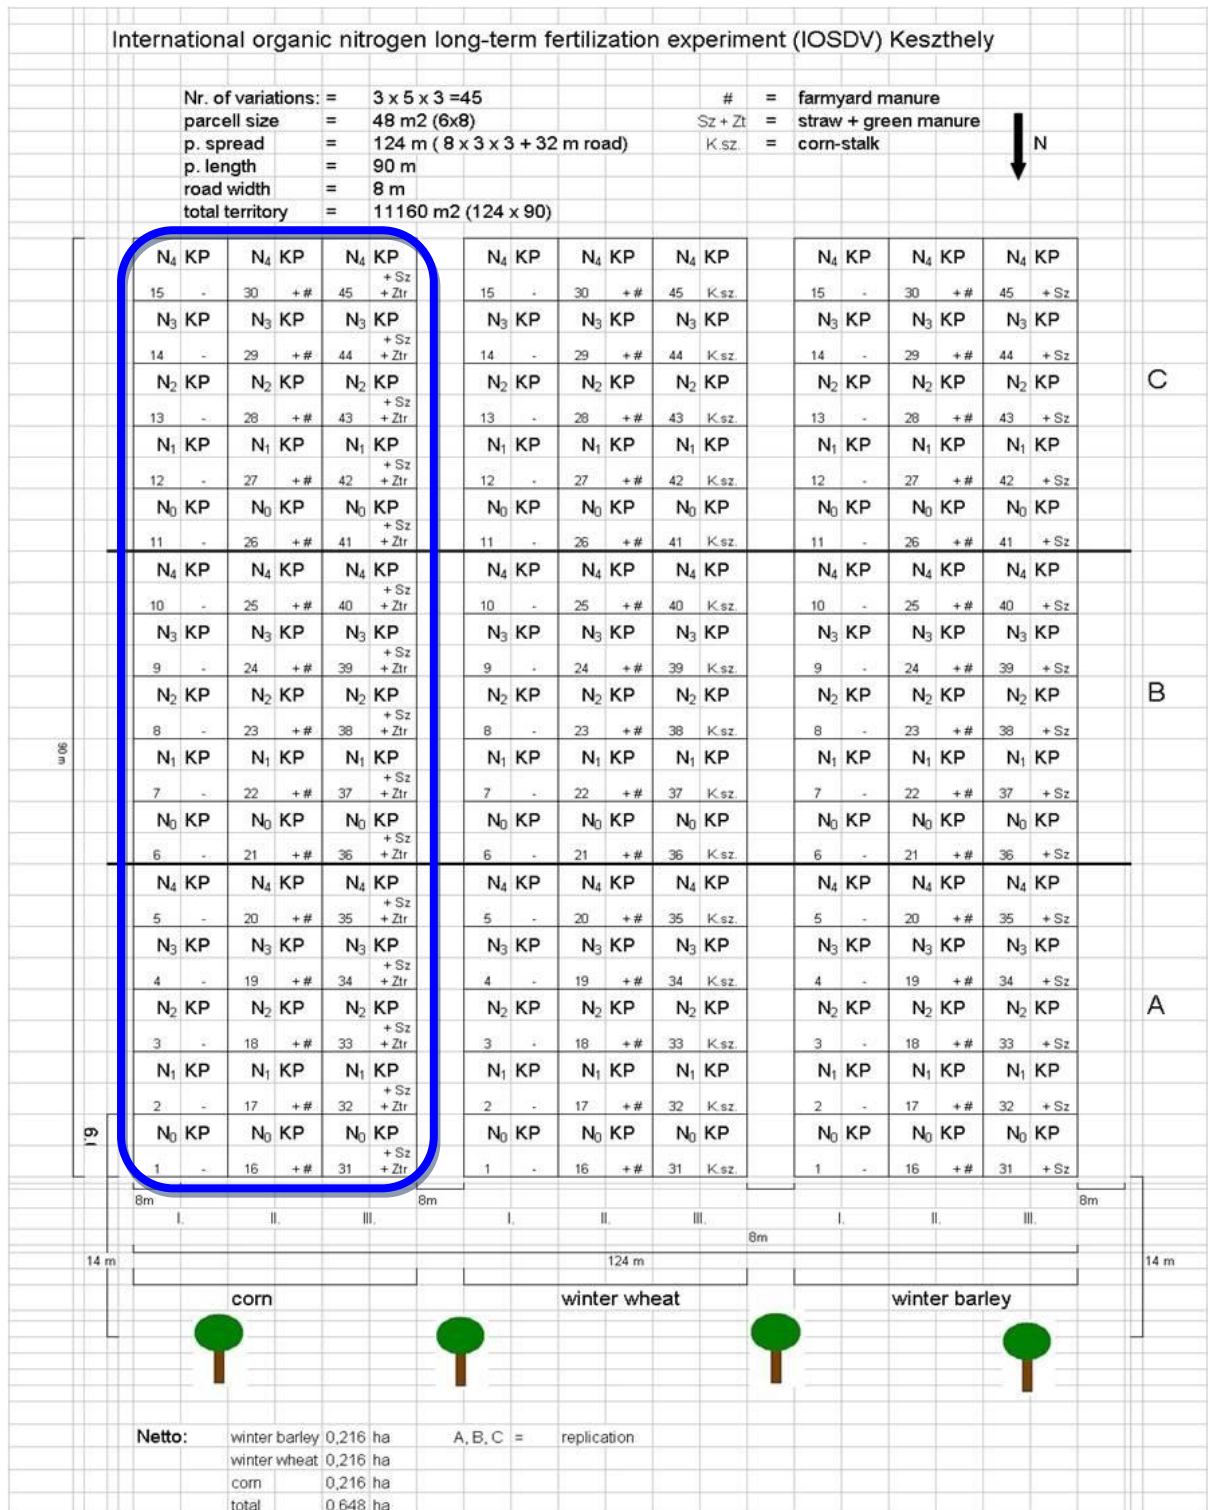 International organic nitrogen long-term fertilization experiment (IOSDV) Keszthely
Nr. of variations: = 3 x 5 x 3 =45 # = farmyard manure
parcell size = 48 m2 (6x8) Sz + Zt = straw + green manure
p. spread = 124 m ( 8 x 3 x 3 + 32 m road) K.sz. = corn-stalk N
p. length = 90 m
road width = 8 m
total territory = 11160 m2 (124 x 90)
N₄ KP N₄ KP N₄ KP N₄ KP N₄ KP N₄ KP N₄ KP N₄ KP N₄ KP
+ Sz
15 - 30 + # 45 + Ztr 15 - 30 + # 45 K.sz. 15 - 30 + # 45 + Sz
N₃ KP N₃ KP N₃ KP N₃ KP N₃ KP N₃ KP N₃ KP N₃ KP N₃ KP
+ Sz
14 - 29 + # 44 + Ztr 14 - 29 + # 44 K.sz. 14 - 29 + # 44 + Sz
N₂ KP N₂ KP N₂ KP N₂ KP N₂ KP N₂ KP N₂ KP N₂ KP N₂ KP C
+ Sz
13 - 28 + # 43 + Ztr 13 - 28 + # 43 K.sz. 13 - 28 + # 43 + Sz
N₁ KP N₁ KP N₁ KP N₁ KP N₁ KP N₁ KP N₁ KP N₁ KP N₁ KP
+ Sz
12 - 27 + # 42 + Ztr 12 - 27 + # 42 K.sz. 12 - 27 + # 42 + Sz
N₀ KP N₀ KP N₀ KP N₀ KP N₀ KP N₀ KP N₀ KP N₀ KP N₀ KP
+ Sz
11 - 26 + # 41 + Ztr 11 - 26 + # 41 K.sz. 11 - 26 + # 41 + Sz
N₄ KP N₄ KP N₄ KP N₄ KP N₄ KP N₄ KP N₄ KP N₄ KP N₄ KP
+ Sz
10 - 25 + # 40 + Ztr 10 - 25 + # 40 K.sz. 10 - 25 + # 40 + Sz
N₃ KP N₃ KP N₃ KP N₃ KP N₃ KP N₃ KP N₃ KP N₃ KP N₃ KP
+ Sz
9 - 24 + # 39 + Ztr 9 - 24 + # 39 K.sz. 9 - 24 + # 39 + Sz
N₂ KP N₂ KP N₂ KP N₂ KP N₂ KP N₂ KP N₂ KP N₂ KP N₂ KP B
+ Sz
8 - 23 + # 38 + Ztr 8 - 23 + # 38 K.sz. 8 - 23 + # 38 + Sz
90 m
N₁ KP N₁ KP N₁ KP N₁ KP N₁ KP N₁ KP N₁ KP N₁ KP N₁ KP
+ Sz
7 - 22 + # 37 + Ztr 7 - 22 + # 37 K.sz. 7 - 22 + # 37 + Sz
N₀ KP N₀ KP N₀ KP N₀ KP N₀ KP N₀ KP N₀ KP N₀ KP N₀ KP
+ Sz
6 - 21 + # 36 + Ztr 6 - 21 + # 36 K.sz. 6 - 21 + # 36 + Sz
N₄ KP N₄ KP N₄ KP N₄ KP N₄ KP N₄ KP N₄ KP N₄ KP N₄ KP
+ Sz
5 - 20 + # 35 + Ztr 5 - 20 + # 35 K.sz. 5 - 20 + # 35 + Sz
N₃ KP N₃ KP N₃ KP N₃ KP N₃ KP N₃ KP N₃ KP N₃ KP N₃ KP
+ Sz
4 - 19 + # 34 + Ztr 4 - 19 + # 34 K.sz. 4 - 19 + # 34 + Sz
N₂ KP N₂ KP N₂ KP N₂ KP N₂ KP N₂ KP N₂ KP N₂ KP N₂ KP A
+ Sz
3 - 18 + # 33 + Ztr 3 - 18 + # 33 K.sz. 3 - 18 + # 33 + Sz
N₁ KP N₁ KP N₁ KP N₁ KP N₁ KP N₁ KP N₁ KP N₁ KP N₁ KP
+ Sz
2 - 17 + # 32 + Ztr 2 - 17 + # 32 K.sz. 2 - 17 + # 32 + Sz
N₀ KP N₀ KP N₀ KP N₀ KP N₀ KP N₀ KP N₀ KP N₀ KP N₀ KP
+ Sz
1 - 16 + # 31 + Ztr 1 - 16 + # 31 K.sz. 1 - 16 + # 31 + Sz
8m 8m 8m
I. II. III. I. II. III. I. II. III.
8m
14 m 124 m 14 m
corn winter wheat winter barley
Netto: winter barley 0,216 ha A, B, C = replication
winter wheat 0,216 ha
corn 0,216 ha
total 0,648 ha